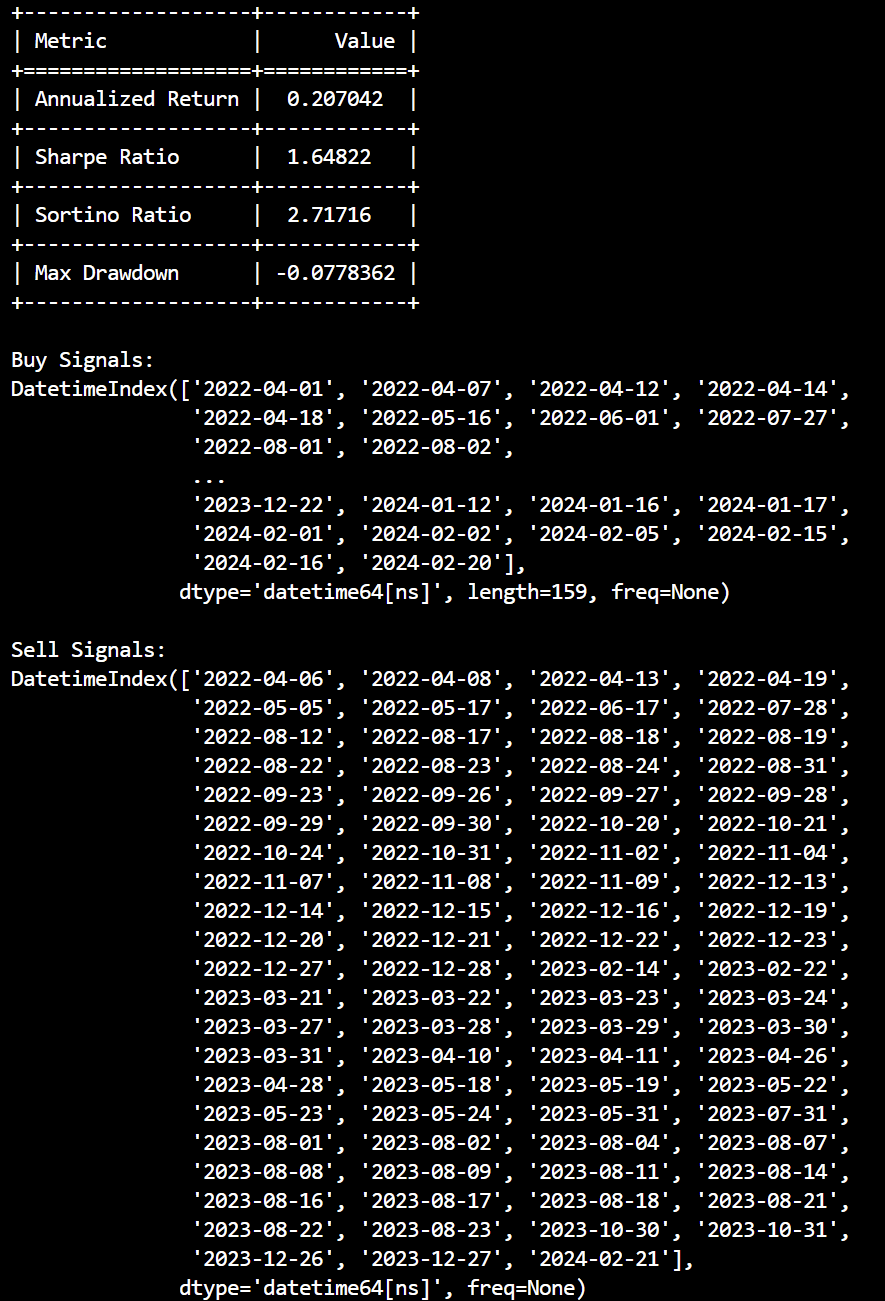 +-------------------+------------+
| Metric            |      Value |
+===================+============+
| Annualized Return |  0.207042  |
+-------------------+------------+
| Sharpe Ratio      |  1.64822   |
+-------------------+------------+
| Sortino Ratio     |  2.71716   |
+-------------------+------------+
| Max Drawdown      | -0.0778362 |
+-------------------+------------+

Buy Signals:
DatetimeIndex(['2022-04-01', '2022-04-07', '2022-04-12', '2022-04-14',
               '2022-04-18', '2022-05-16', '2022-06-01', '2022-07-27',
               '2022-08-01', '2022-08-02',
               ...
               '2023-12-22', '2024-01-12', '2024-01-16', '2024-01-17',
               '2024-02-01', '2024-02-02', '2024-02-05', '2024-02-15',
               '2024-02-16', '2024-02-20'],
              dtype='datetime64[ns]', length=159, freq=None)

Sell Signals:
DatetimeIndex(['2022-04-06', '2022-04-08', '2022-04-13', '2022-04-19',
               '2022-05-05', '2022-05-17', '2022-06-17', '2022-07-28',
               '2022-08-12', '2022-08-17', '2022-08-18', '2022-08-19',
               '2022-08-22', '2022-08-23', '2022-08-24', '2022-08-31',
               '2022-09-23', '2022-09-26', '2022-09-27', '2022-09-28',
               '2022-09-29', '2022-09-30', '2022-10-20', '2022-10-21',
               '2022-10-24', '2022-10-31', '2022-11-02', '2022-11-04',
               '2022-11-07', '2022-11-08', '2022-11-09', '2022-12-13',
               '2022-12-14', '2022-12-15', '2022-12-16', '2022-12-19',
               '2022-12-20', '2022-12-21', '2022-12-22', '2022-12-23',
               '2022-12-27', '2022-12-28', '2023-02-14', '2023-02-22',
               '2023-03-21', '2023-03-22', '2023-03-23', '2023-03-24',
               '2023-03-27', '2023-03-28', '2023-03-29', '2023-03-30',
               '2023-03-31', '2023-04-10', '2023-04-11', '2023-04-26',
               '2023-04-28', '2023-05-18', '2023-05-19', '2023-05-22',
               '2023-05-23', '2023-05-24', '2023-05-31', '2023-07-31',
               '2023-08-01', '2023-08-02', '2023-08-04', '2023-08-07',
               '2023-08-08', '2023-08-09', '2023-08-11', '2023-08-14',
               '2023-08-16', '2023-08-17', '2023-08-18', '2023-08-21',
               '2023-08-22', '2023-08-23', '2023-10-30', '2023-10-31',
               '2023-12-26', '2023-12-27', '2024-02-21'],
              dtype='datetime64[ns]', freq=None)